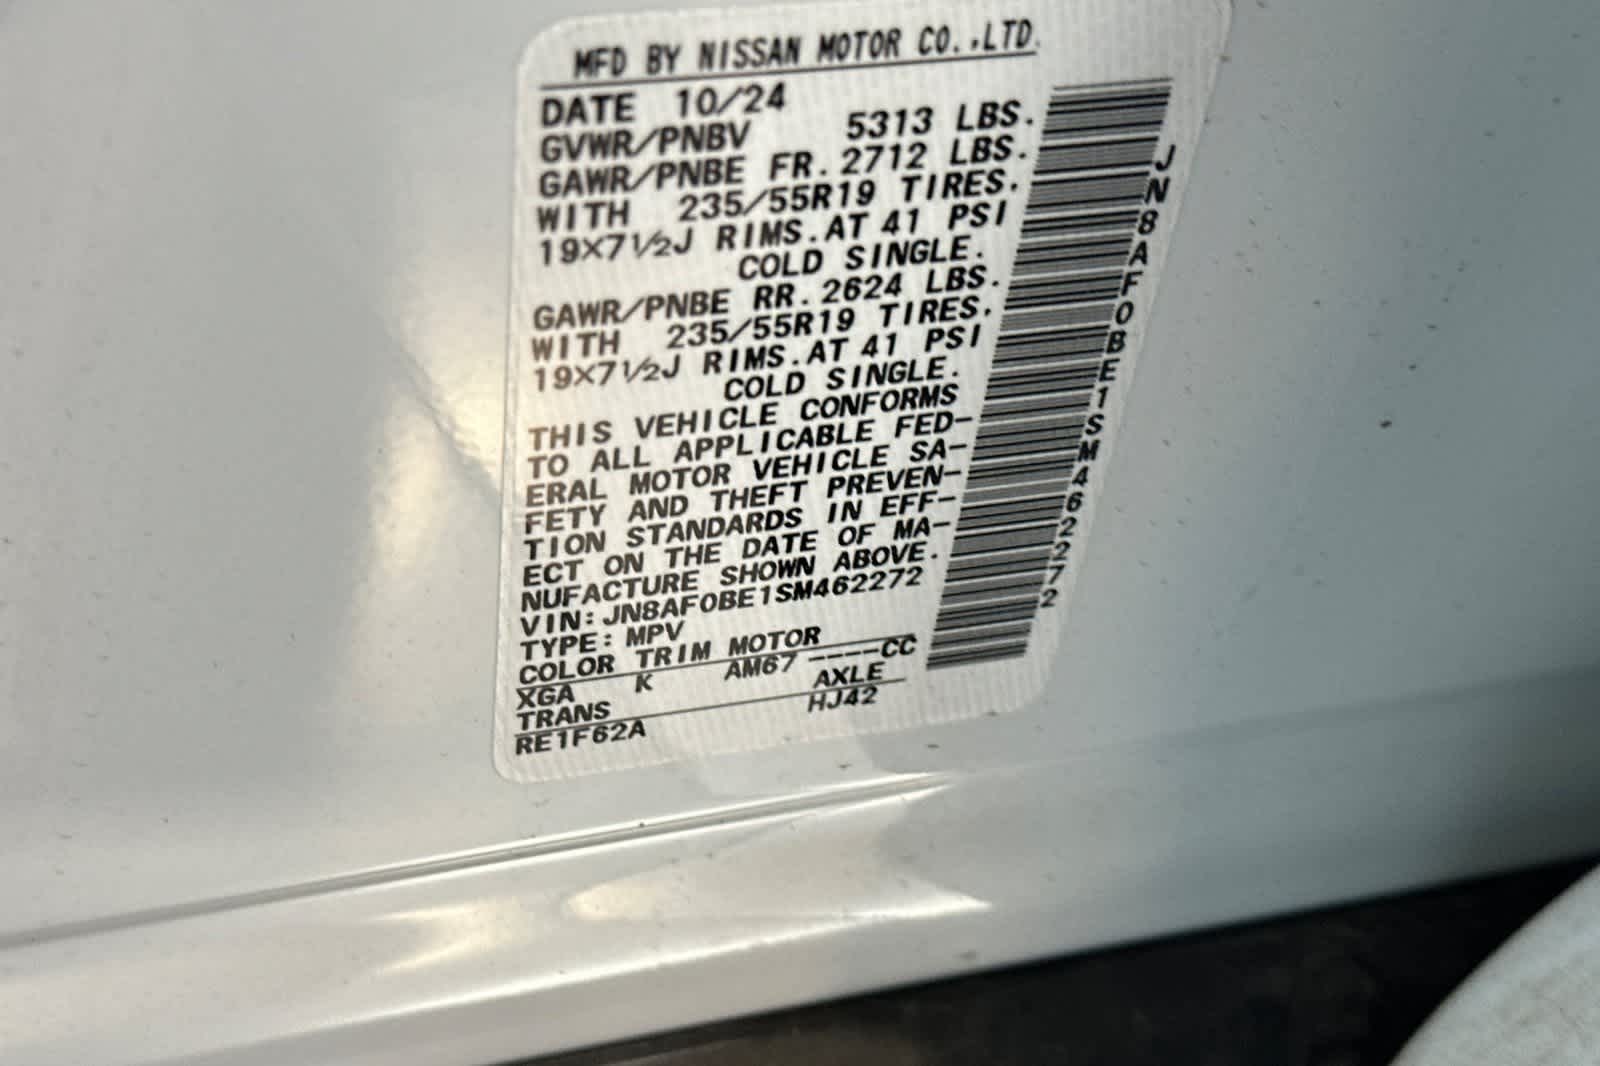 MFD BY NISSAN MOTOR CO.,LTD.
DATE 10/24
GVWR/PNBV 5313 LBS.
GAWR/PNBE FR. 2712 LBS.
WITH 235/55R19 TIRES.
19X7½J RIMS. AT 41 PSI
COLD SINGLE.
GAWR/PNBE RR. 2624 LBS.
WITH 235/55R19 TIRES.
19X7½J RIMS. AT 41 PSI
COLD SINGLE.
THIS VEHICLE CONFORMS
TO ALL APPLICABLE FED-
ERAL MOTOR VEHICLE SA-
FETY AND THEFT PREVEN-
TION STANDARDS IN EFF-
ECT ON THE DATE OF MA-
NUFACTURE SHOWN ABOVE.
VIN: JN8AF0BE1SM462272
TYPE: MPV
COLOR TRIM MOTOR
XGA K AM67 ----CC
TRANS AXLE
RE1F62A HJ42
JN8AF0BE1SM462272